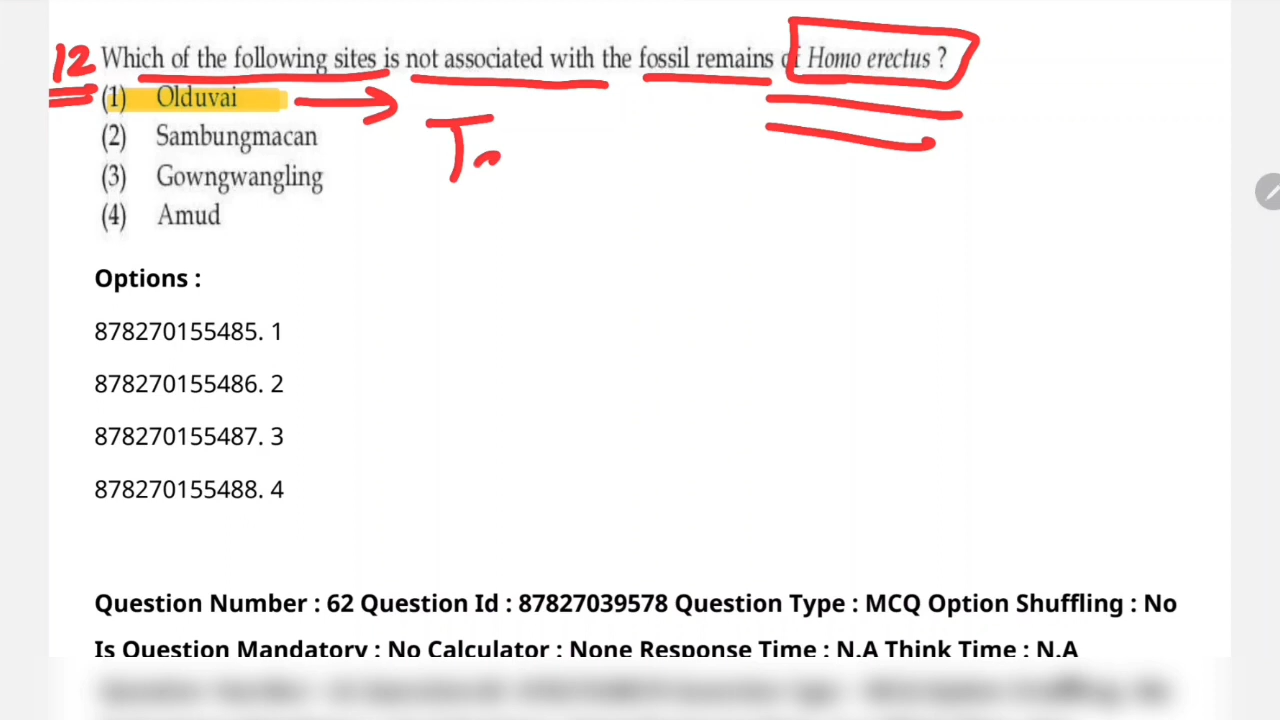 12 Which of the following sites is not associated with the fossil remains of Homo erectus ?
(1) Olduvai
(2) Sambungmacan
(3) Gowngwangling
(4) Amud
Options :
878270155485. 1
878270155486. 2
878270155487. 3
878270155488. 4
Question Number : 62 Question Id : 87827039578 Question Type : MCQ Option Shuffling : No
Is Question Mandatory : No Calculator : None Response Time : N.A Think Time : N.A